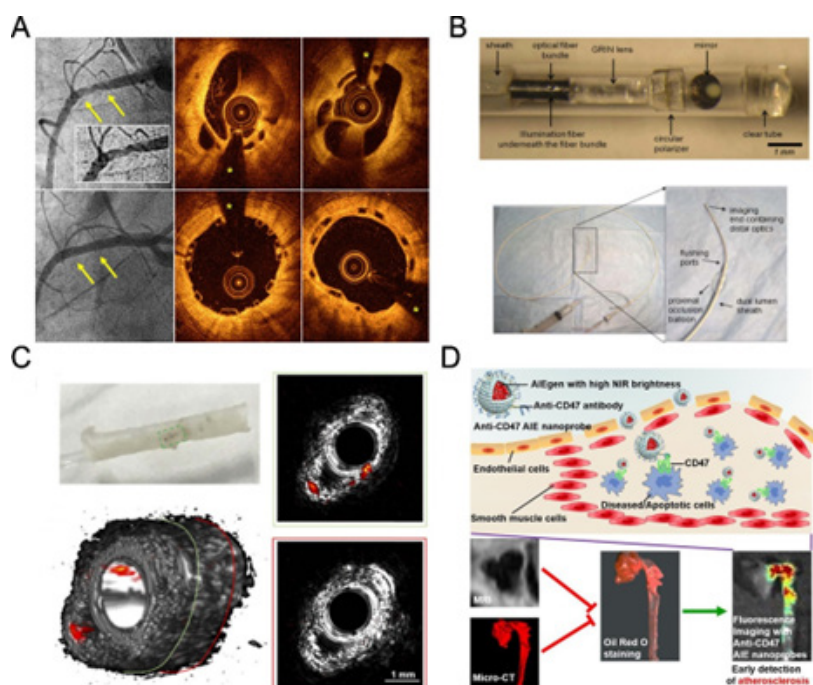 A
B
sheath
optical fiber
bundle
GRIN lens
mirror
Illumination fiber
underneath the fiber bundle
circular
polarizer
clear tube
1 mm
imaging
end containing
distal optics
flushing
ports
proximal
occlusion
balloon
dual lumen
sheath
C
1 mm
D
AIEgen with high NIR brightness
Anti-CD47 antibody
Anti-CD47 AIE nanoprobe
Endothelial cells
CD47
Diseased/Apoptotic cells
Smooth muscle cells
MRI
Micro-CT
Oil Red O
staining
Fluorescence
Imaging with
Anti-CD47
AIE nanoprobes
Early detection
of atherosclerosis